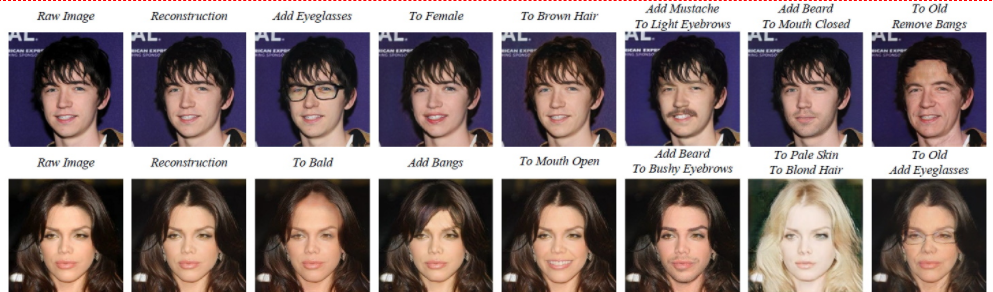 Raw Image
Reconstruction
Add Eyeglasses
To Female
To Brown Hair
Add Mustache
To Light Eyebrows
Add Beard
To Mouth Closed
To Old
Remove Bangs
Raw Image
Reconstruction
To Bald
Add Bangs
To Mouth Open
Add Beard
To Bushy Eyebrows
To Pale Skin
To Blond Hair
To Old
Add Eyeglasses